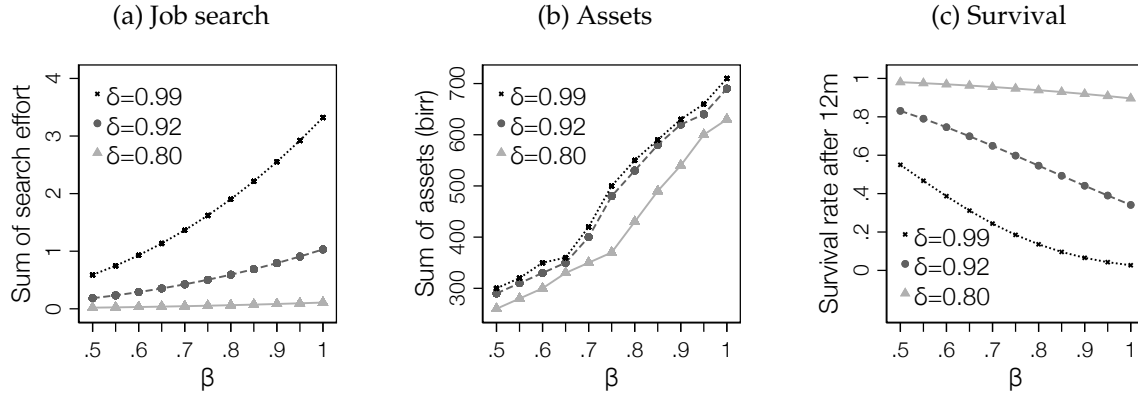 (a) Job search
Sum of search effort
4
3
2
1
0
δ=0.99
δ=0.92
δ=0.80
.5 .6 .7 .8 .9 1
β
(b) Assets
Sum of assets (birr)
700
600
500
400
300
δ=0.99
δ=0.92
δ=0.80
.5 .6 .7 .8 .9 1
β
(c) Survival
Survival rate after 12m
1
.8
.6
.4
.2
0
δ=0.99
δ=0.92
δ=0.80
.5 .6 .7 .8 .9 1
β